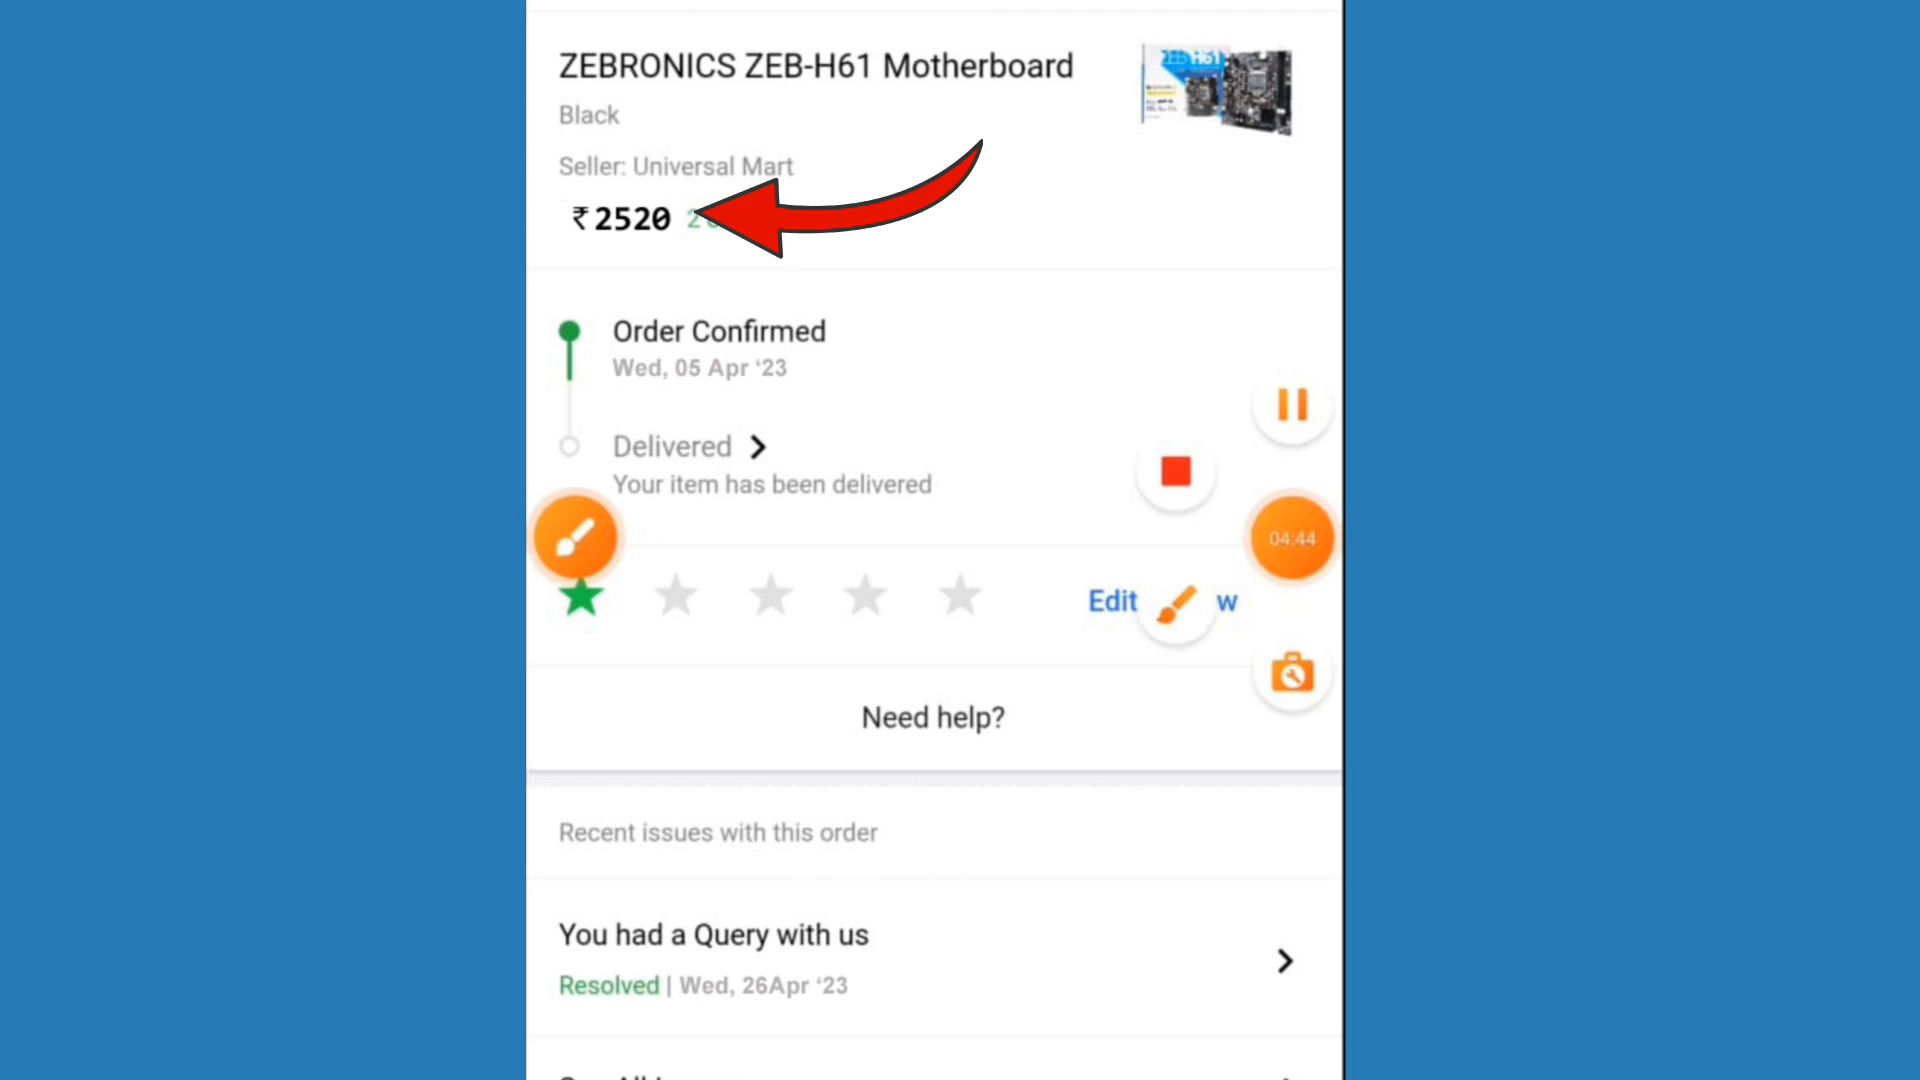 ZEBRONICS ZEB-H61 Motherboard
Black
Seller: Universal Mart
₹2520
Order Confirmed
Wed, 05 Apr ‘23
Delivered
Your item has been delivered
04:44
Edit
Need help?
Recent issues with this order
You had a Query with us
Resolved | Wed, 26Apr ‘23